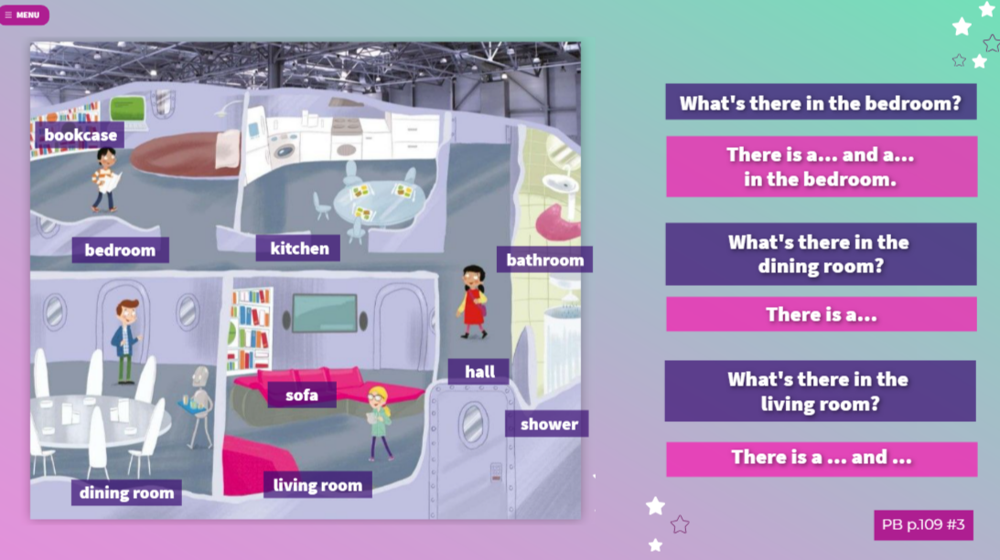 MENU
bookcase
bedroom
kitchen
bathroom
hall
sofa
shower
living room
dining room
What's there in the bedroom?
There is a... and a...
in the bedroom.
What's there in the
dining room?
There is a...
What's there in the
living room?
There is a ... and ...
PB p.109 #3